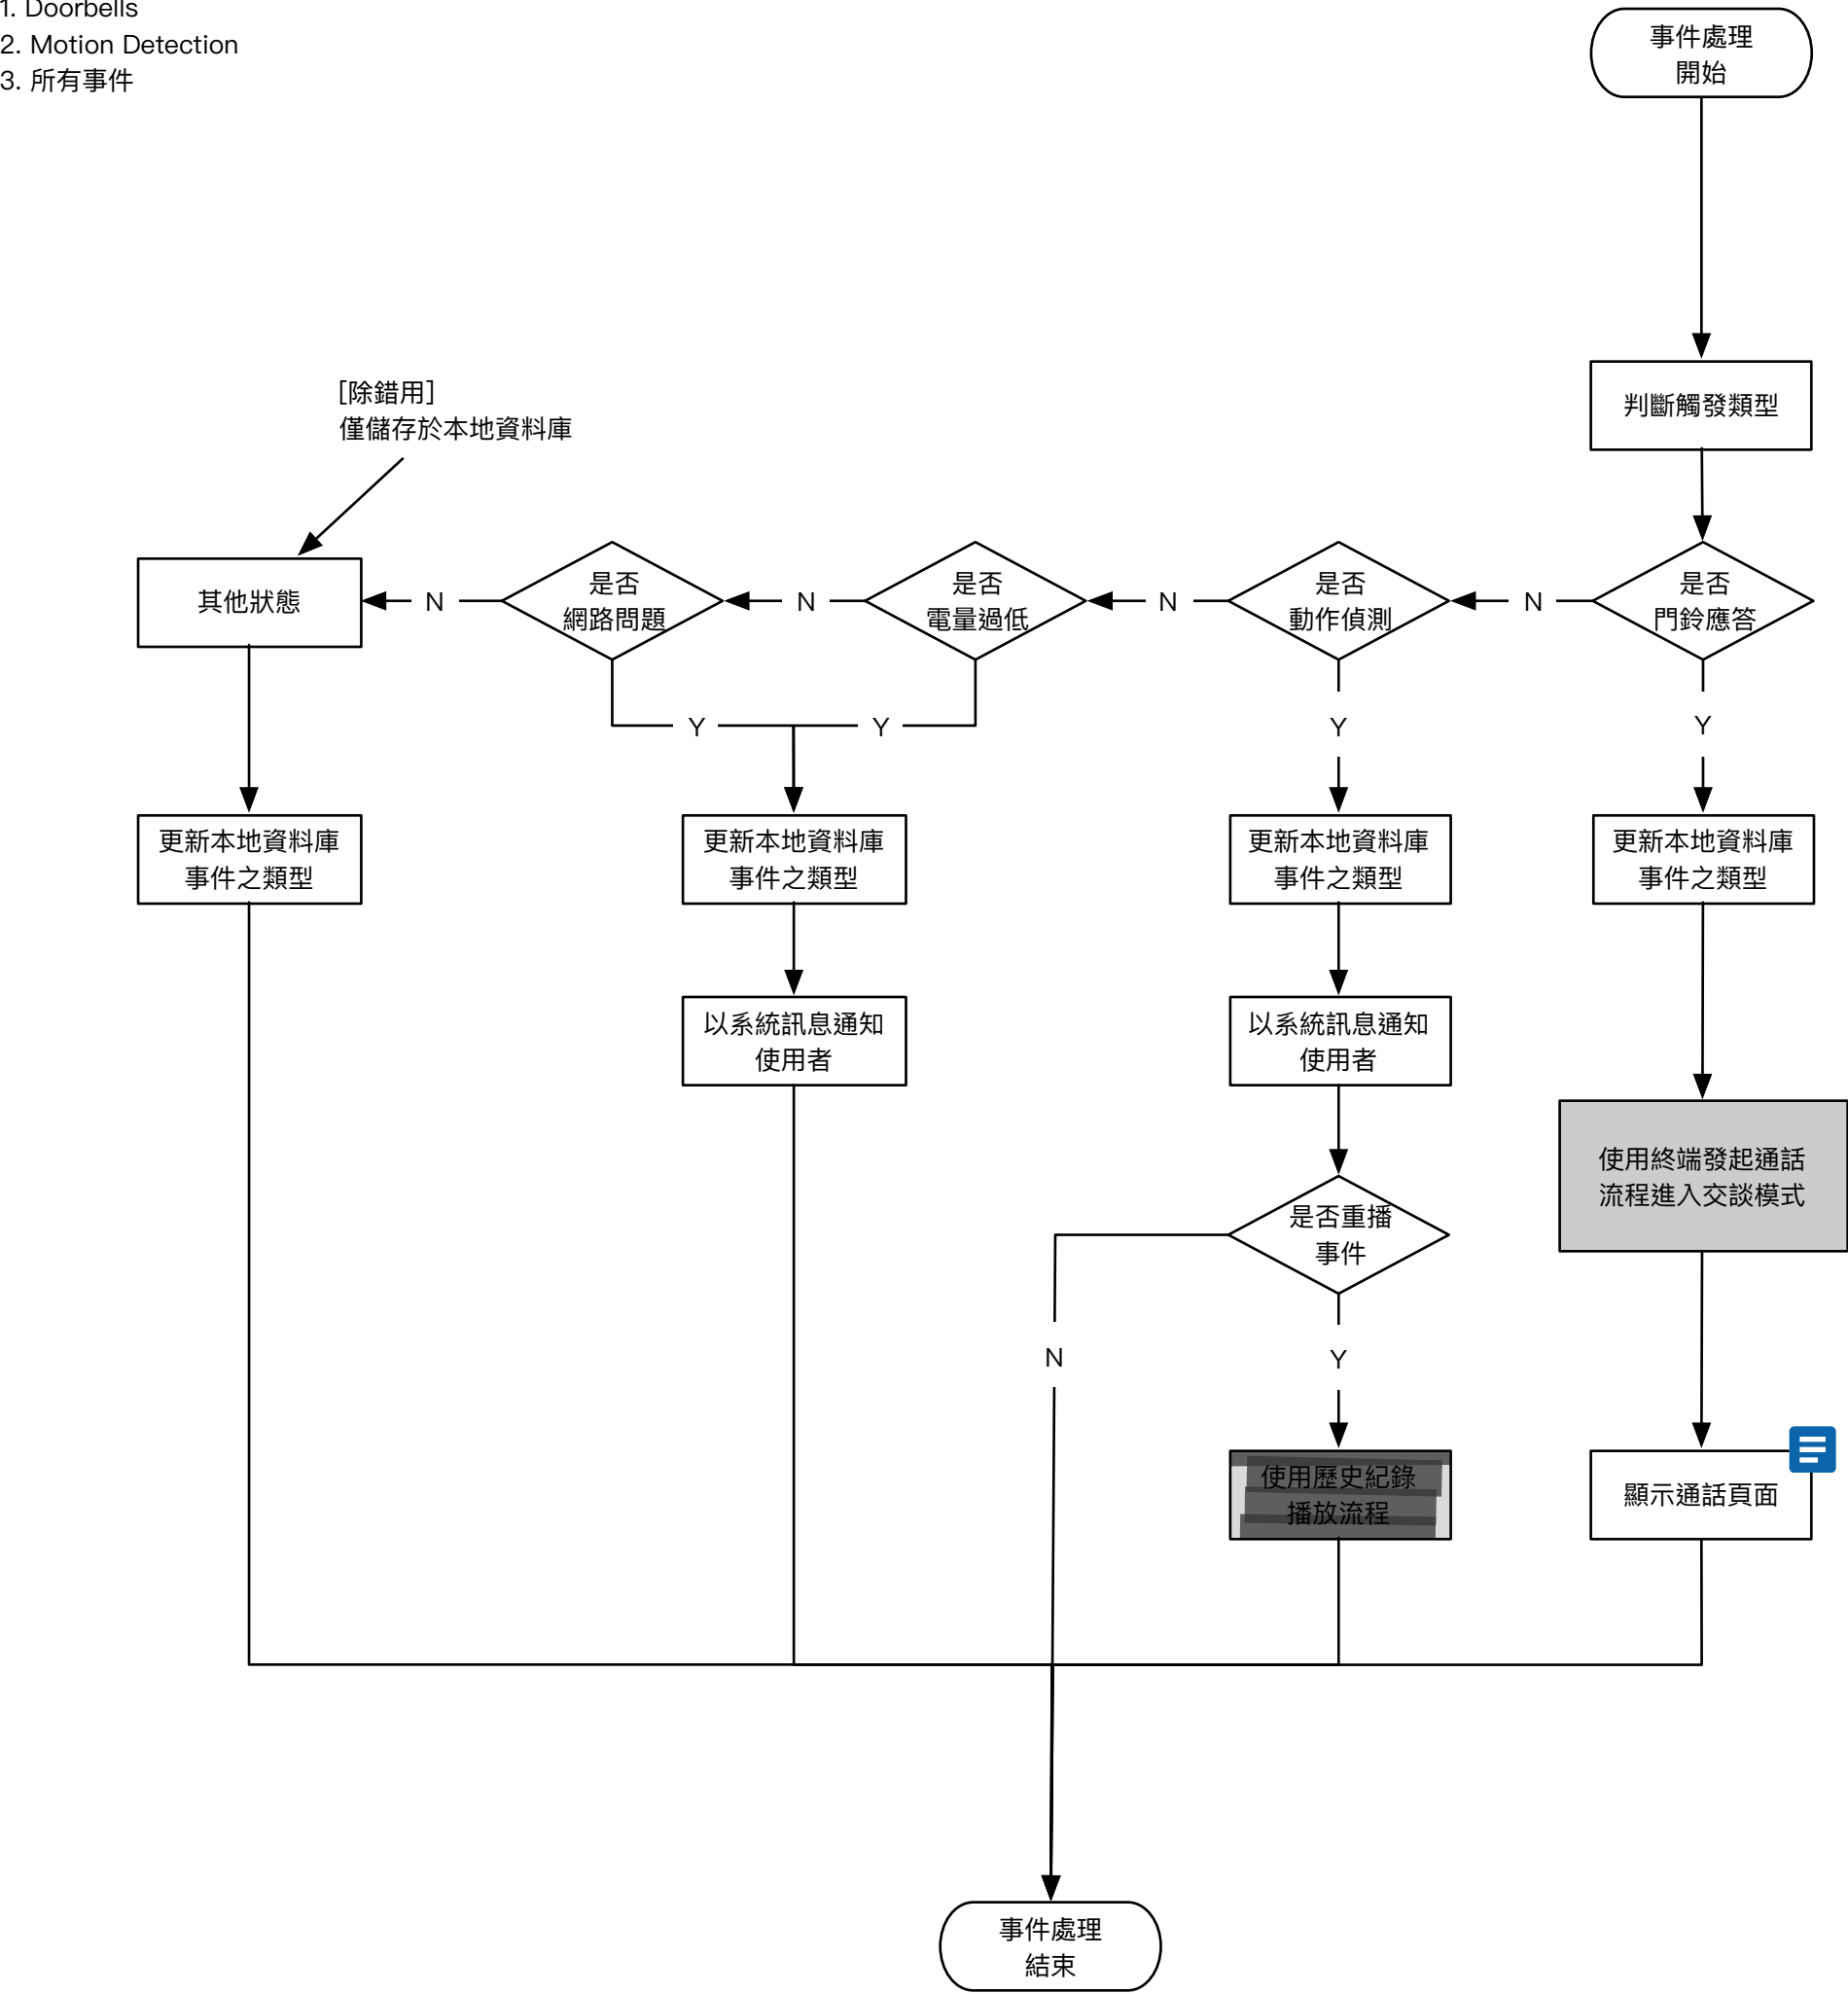 1. Doorbells
2. Motion Detection
3. 所有事件
事件處理
開始
判斷觸發類型
[除錯用]
僅儲存於本地資料庫
其他狀態
N
是否
網路問題
N
是否
電量過低
N
是否
動作偵測
N
是否
門鈴應答
Y
Y
Y
Y
更新本地資料庫
事件之類型
更新本地資料庫
事件之類型
更新本地資料庫
事件之類型
更新本地資料庫
事件之類型
以系統訊息通知
使用者
以系統訊息通知
使用者
使用終端發起通話
流程進入交談模式
是否重播
事件
N
Y
使用歷史紀錄
播放流程
顯示通話頁面
事件處理
結束